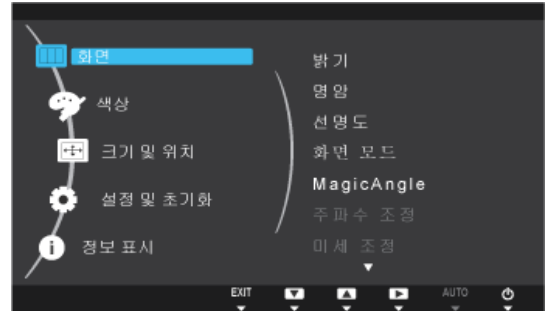 화면
색상
크기 및 위치
설정 및 초기화
정보 표시
밝기
명암
선명도
화면 모드
MagicAngle
주파수 조정
미세 조정
EXIT
AUTO